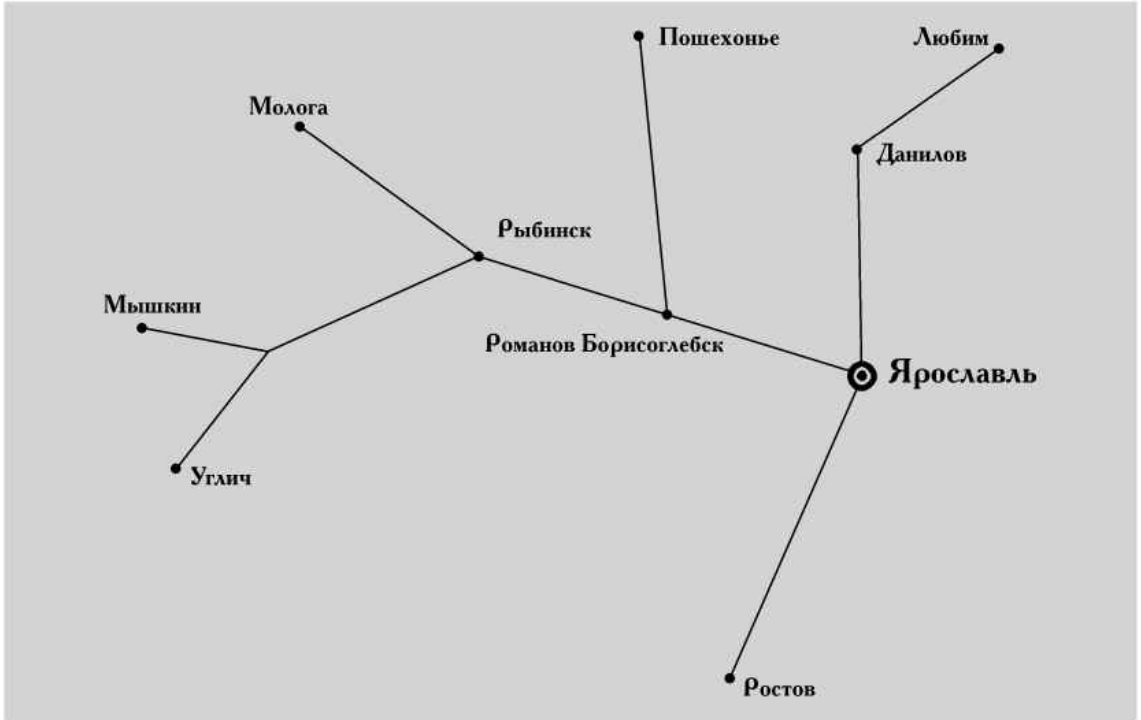 Пошехонье
Любим
Молога
Данилов
Рыбинск
Мышкин
Романов Борисоглебск
Ярославль
Углич
Ростов